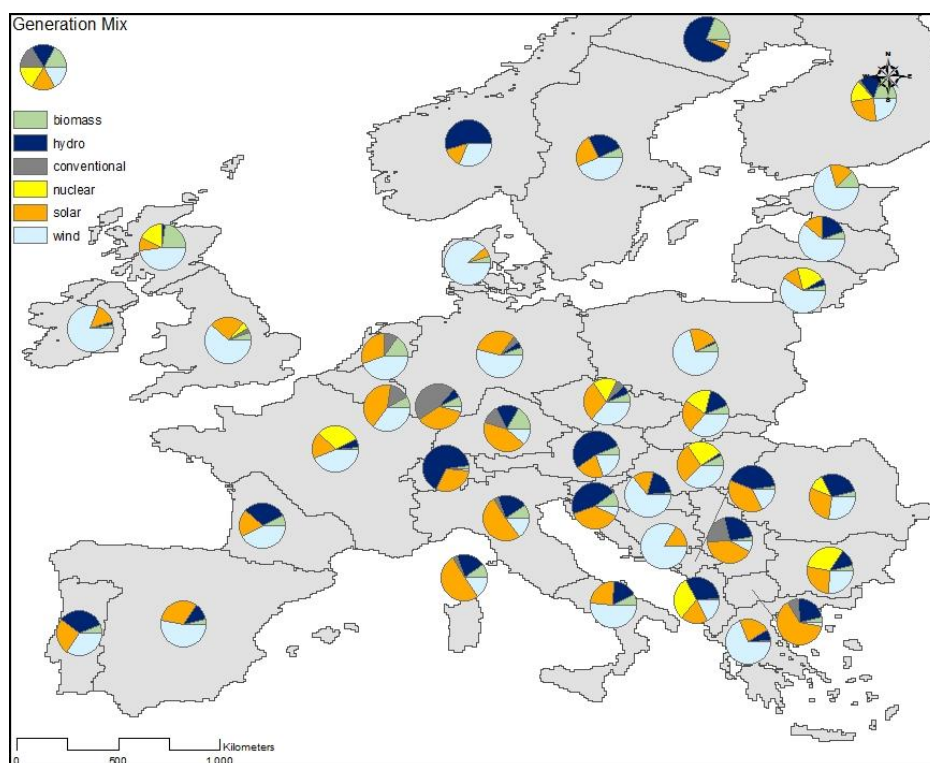 Generation Mix
N
W
E
S
biomass
hydro
conventional
nuclear
solar
wind
Kilometers
0
500
1.000